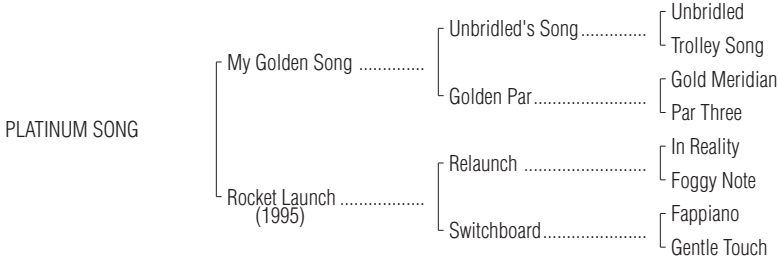 Unbridled
Unbridled's Song..............
Trolley Song
My Golden Song ..............
Gold Meridian
Golden Par........................
Par Three
PLATINUM SONG
In Reality
Relaunch ..........................
Foggy Note
Rocket Launch ..................
(1995)
Fappiano
Switchboard......................
Gentle Touch